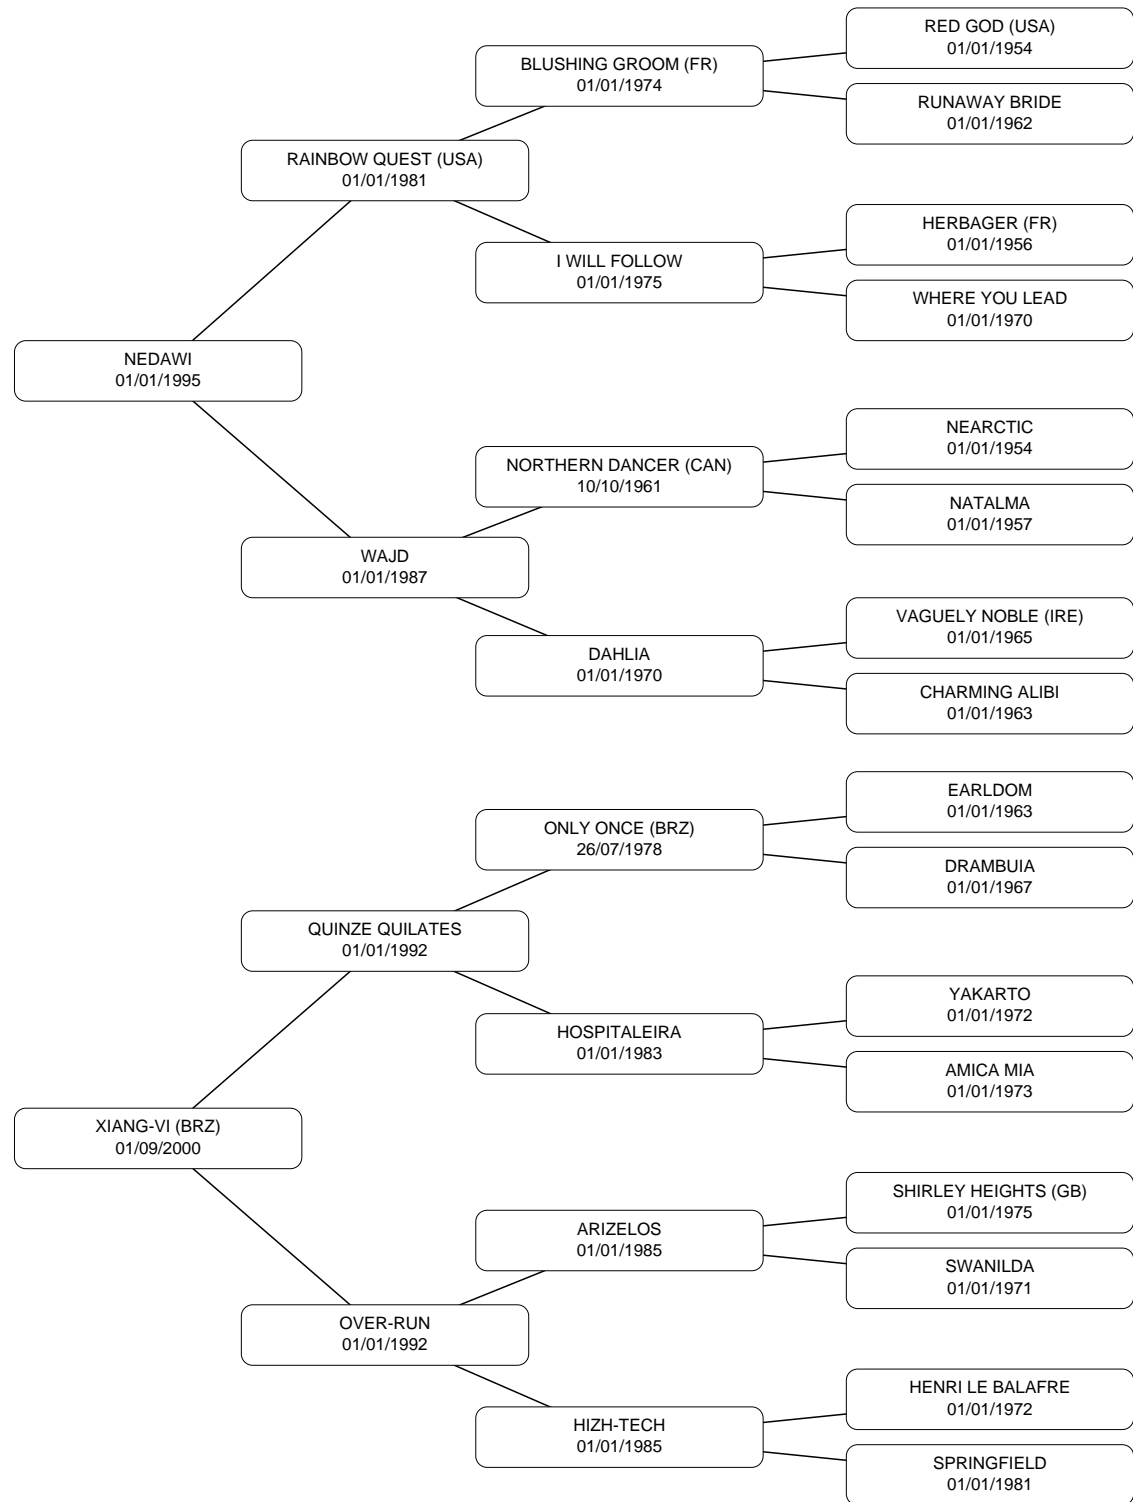 RED GOD (USA)
01/01/1954
BLUSHING GROOM (FR)
01/01/1974
RUNAWAY BRIDE
01/01/1962
RAINBOW QUEST (USA)
01/01/1981
HERBAGER (FR)
01/01/1956
I WILL FOLLOW
01/01/1975
WHERE YOU LEAD
01/01/1970
NEDAWI
01/01/1995
NEARCTIC
01/01/1954
NORTHERN DANCER (CAN)
10/10/1961
NATALMA
01/01/1957
WAJD
01/01/1987
VAGUELY NOBLE (IRE)
01/01/1965
DAHLIA
01/01/1970
CHARMING ALIBI
01/01/1963
EARLDOM
01/01/1963
ONLY ONCE (BRZ)
26/07/1978
DRAMBUIA
01/01/1967
QUINZE QUILATES
01/01/1992
YAKARTO
01/01/1972
HOSPITALEIRA
01/01/1983
AMICA MIA
01/01/1973
XIANG-VI (BRZ)
01/09/2000
SHIRLEY HEIGHTS (GB)
01/01/1975
ARIZELOS
01/01/1985
SWANILDA
01/01/1971
OVER-RUN
01/01/1992
HENRI LE BALAFRE
01/01/1972
HIZH-TECH
01/01/1985
SPRINGFIELD
01/01/1981